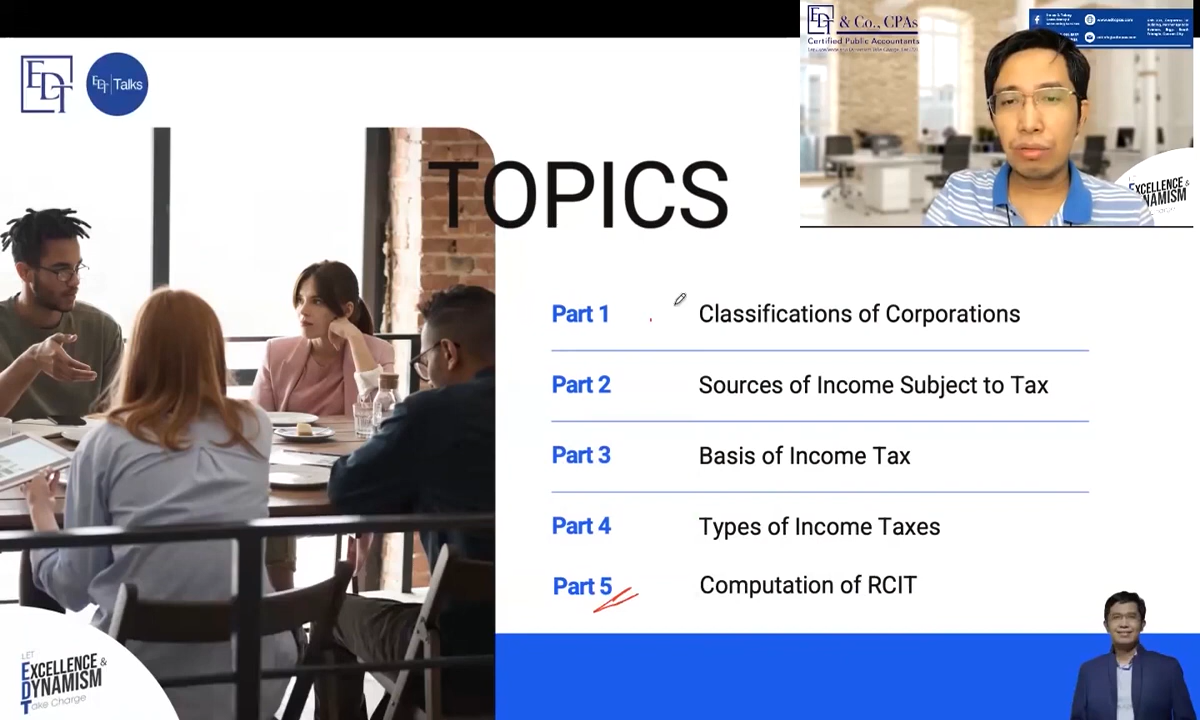 EDT
EDT Talks
TOPICS
Part 1 Classifications of Corporations
Part 2 Sources of Income Subject to Tax
Part 3 Basis of Income Tax
Part 4 Types of Income Taxes
Part 5 Computation of RCIT
LET
EXCELLENCE &
DYNAMISM
Take Charge
EDT & Co., CPAs
Certified Public Accountants
EXCELLENCE &